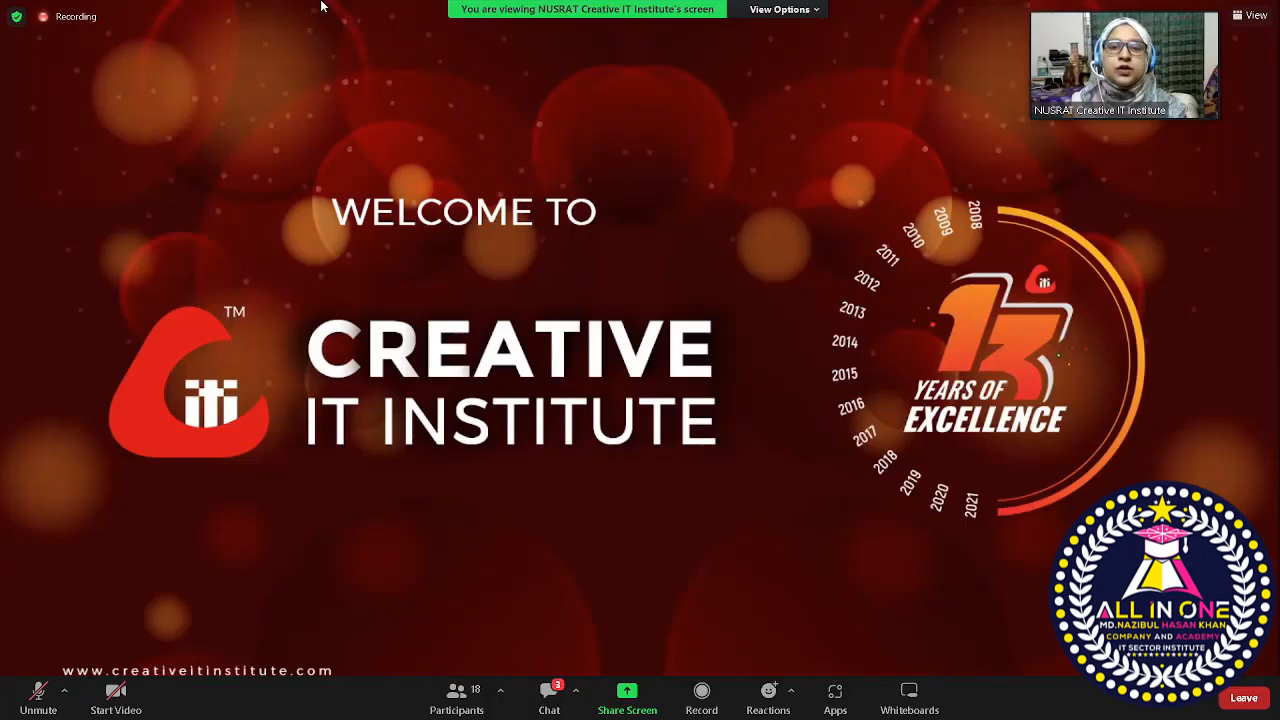 Recording
You are viewing NUSRAT Creative IT Institute's screen
View Options
View
NUSRAT Creative IT Institute
WELCOME TO
TM
iTi
CREATIVE
IT INSTITUTE
2008
2009
2010
2011
2012
2013
2014
2015
2016
2017
2018
2019
2020
2021
iTi
13
YEARS OF
EXCELLENCE
ALL IN ONE
MD.NAZIBUL HASAN KHAN
COMPANY AND ACADEMY
IT SECTOR INSTITUTE
www.creativeitinstitute.com
Unmute
Start Video
18
Participants
3
Chat
Share Screen
Record
Reactions
Apps
Whiteboards
Leave